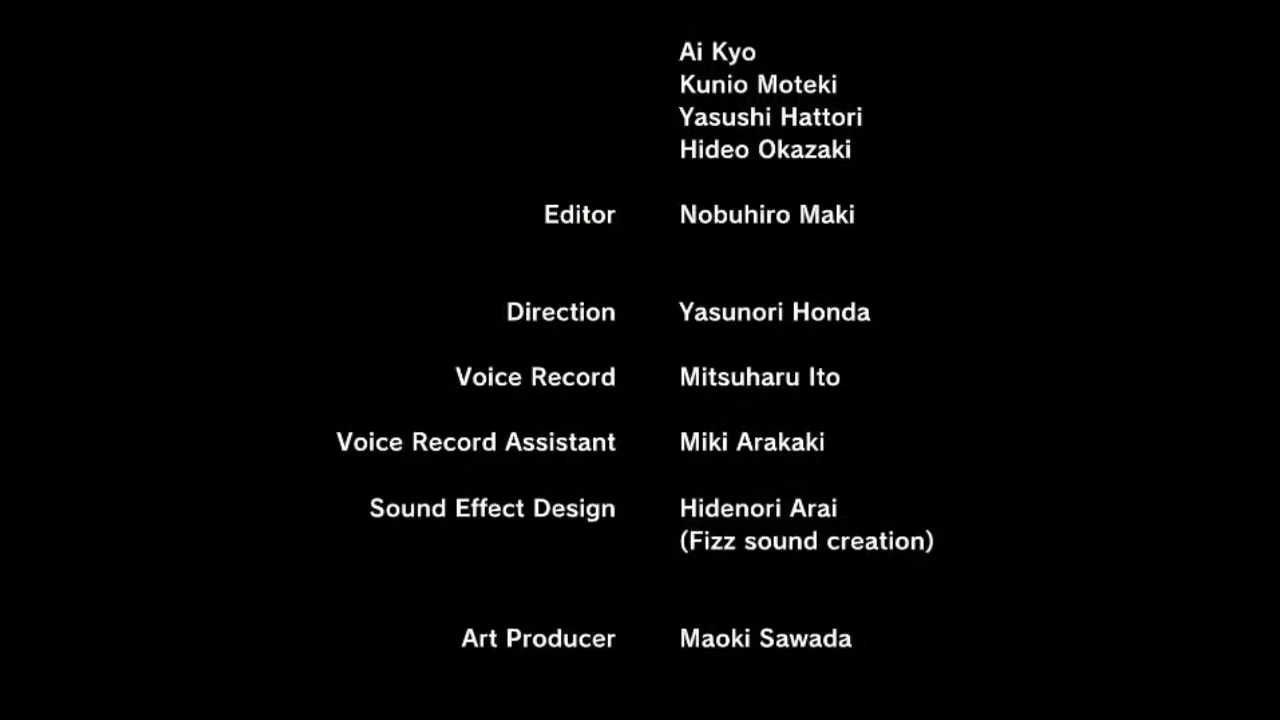 Ai Kyo
Kunio Moteki
Yasushi Hattori
Hideo Okazaki
Editor Nobuhiro Maki
Direction Yasunori Honda
Voice Record Mitsuharu Ito
Voice Record Assistant Miki Arakaki
Sound Effect Design Hidenori Arai
(Fizz sound creation)
Art Producer Maoki Sawada